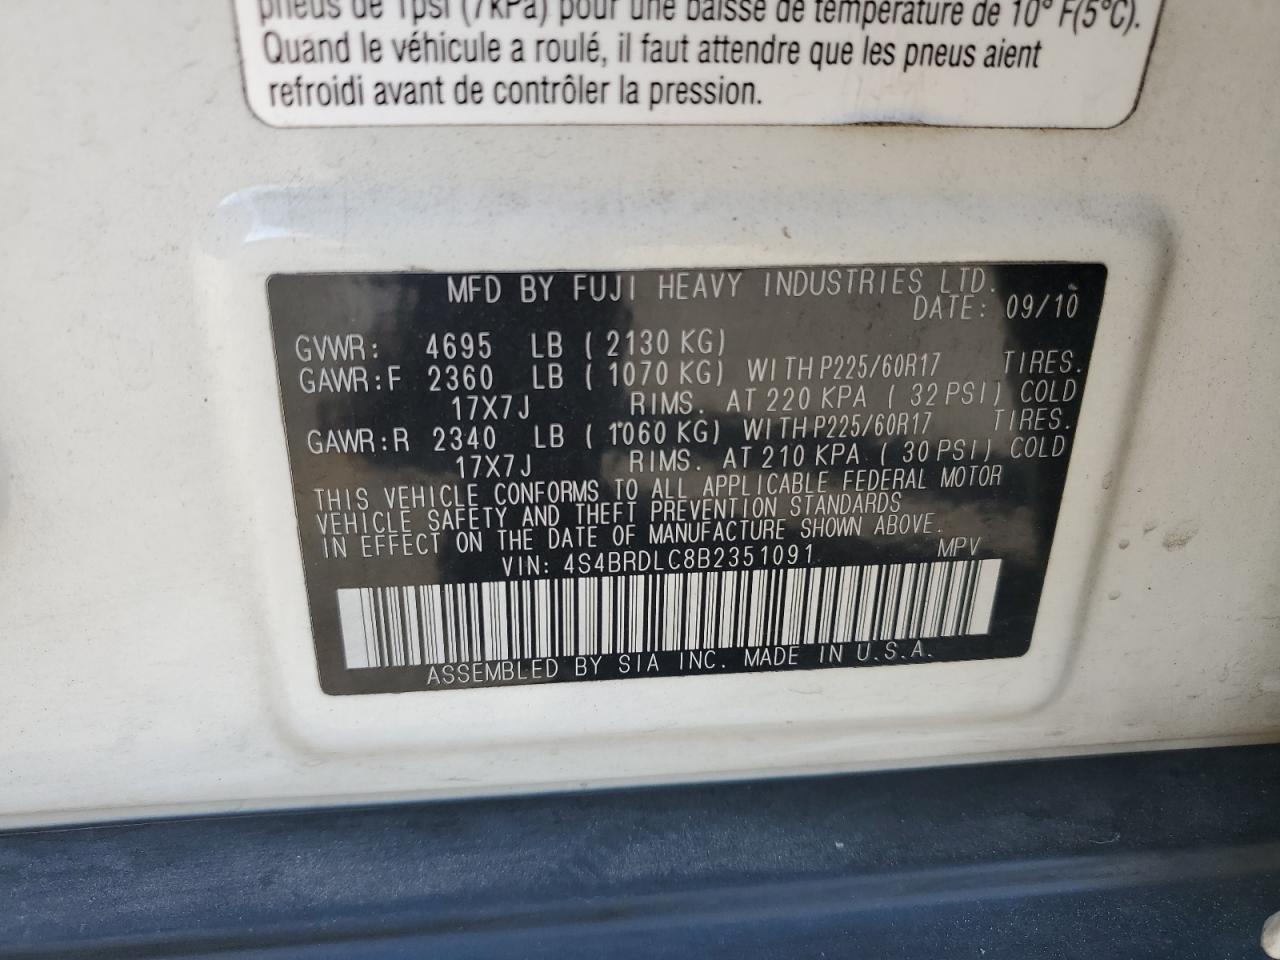 pneus de 1psi (7kPa) pour une baisse de température de 10° F(5°C).
Quand le véhicule a roulé, il faut attendre que les pneus aient
refroidi avant de contrôler la pression.
MFD BY FUJI HEAVY INDUSTRIES LTD.
DATE: 09/10
GVWR: 4695 LB ( 2130 KG)
GAWR:F 2360 LB ( 1070 KG) WITH P225/60R17 TIRES.
17X7J RIMS. AT 220 KPA ( 32 PSI) COLD
GAWR:R 2340 LB ( 1060 KG) WITH P225/60R17 TIRES.
17X7J RIMS. AT 210 KPA ( 30 PSI) COLD
THIS VEHICLE CONFORMS TO ALL APPLICABLE FEDERAL MOTOR
VEHICLE SAFETY AND THEFT PREVENTION STANDARDS
IN EFFECT ON THE DATE OF MANUFACTURE SHOWN ABOVE.
VIN: 4S4BRDLC8B2351091 MPV
ASSEMBLED BY SIA INC. MADE IN U.S.A.